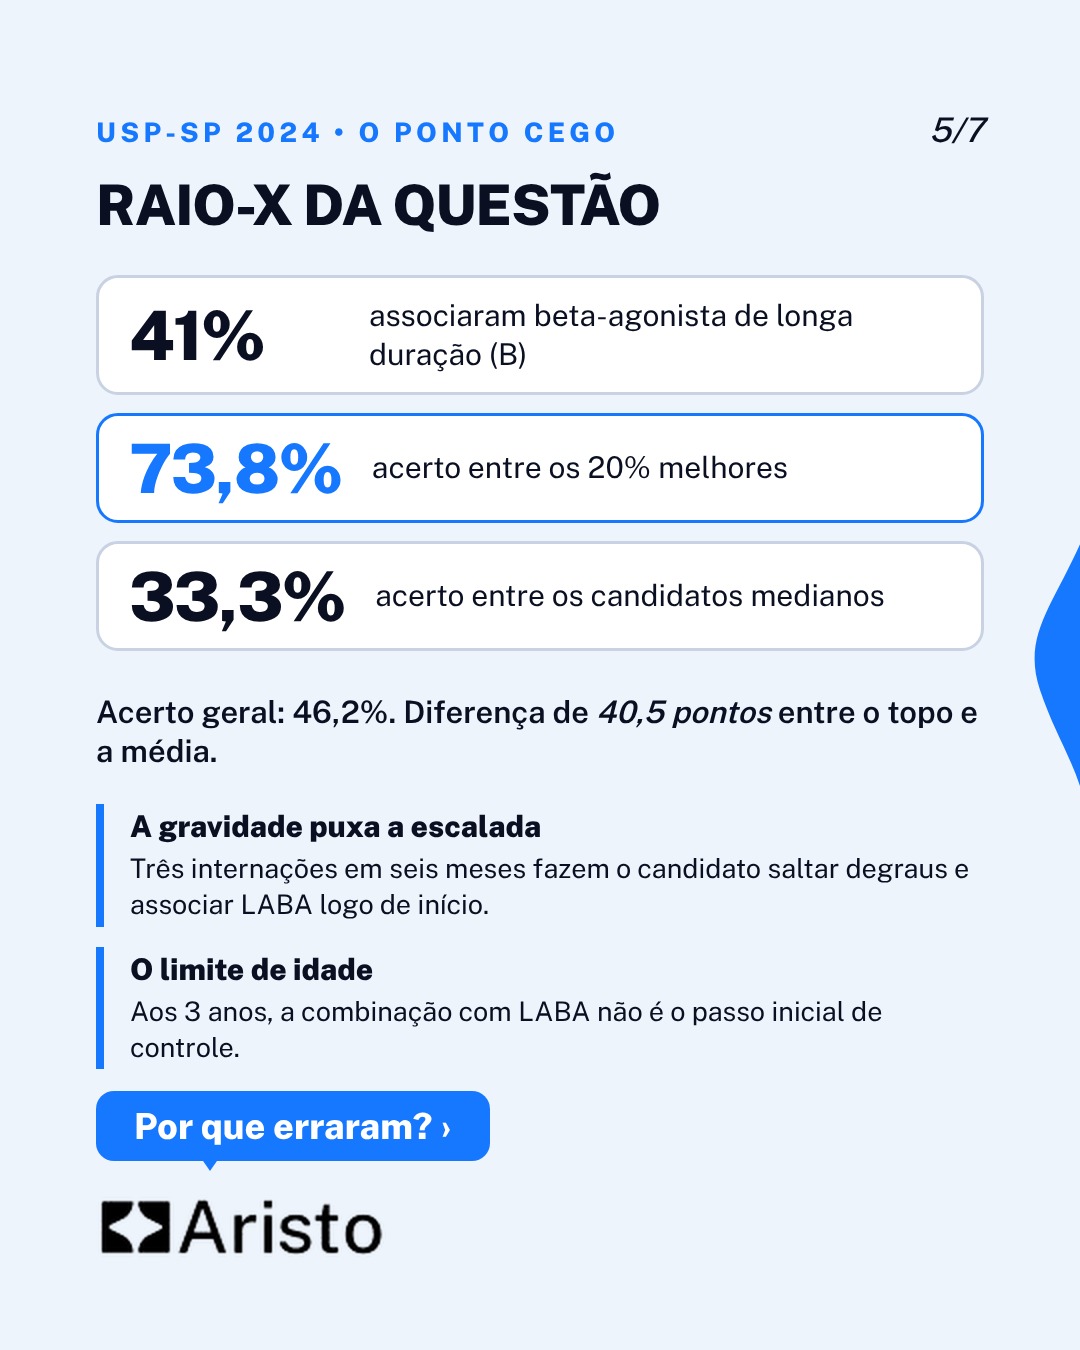 USP-SP 2024 • O PONTO CEGO
5/7
RAIO-X DA QUESTÃO
41%
associaram beta-agonista de longa
duração (B)
73,8%
acerto entre os 20% melhores
33,3%
acerto entre os candidatos medianos
Acerto geral: 46,2%. Diferença de 40,5 pontos entre o topo e
a média.
A gravidade puxa a escalada
Três internações em seis meses fazem o candidato saltar degraus e
associar LABA logo de início.
O limite de idade
Aos 3 anos, a combinação com LABA não é o passo inicial de
controle.
Por que erraram? ›
Aristo